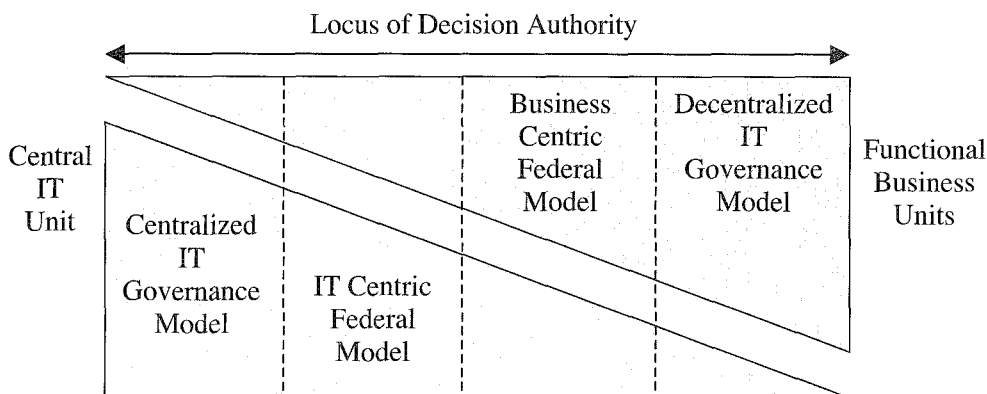 Locus of Decision Authority
Central
IT
Unit
Centralized
IT
Governance
Model
IT Centric
Federal
Model
Business
Centric
Federal
Model
Decentralized
IT
Governance
Model
Functional
Business
Units